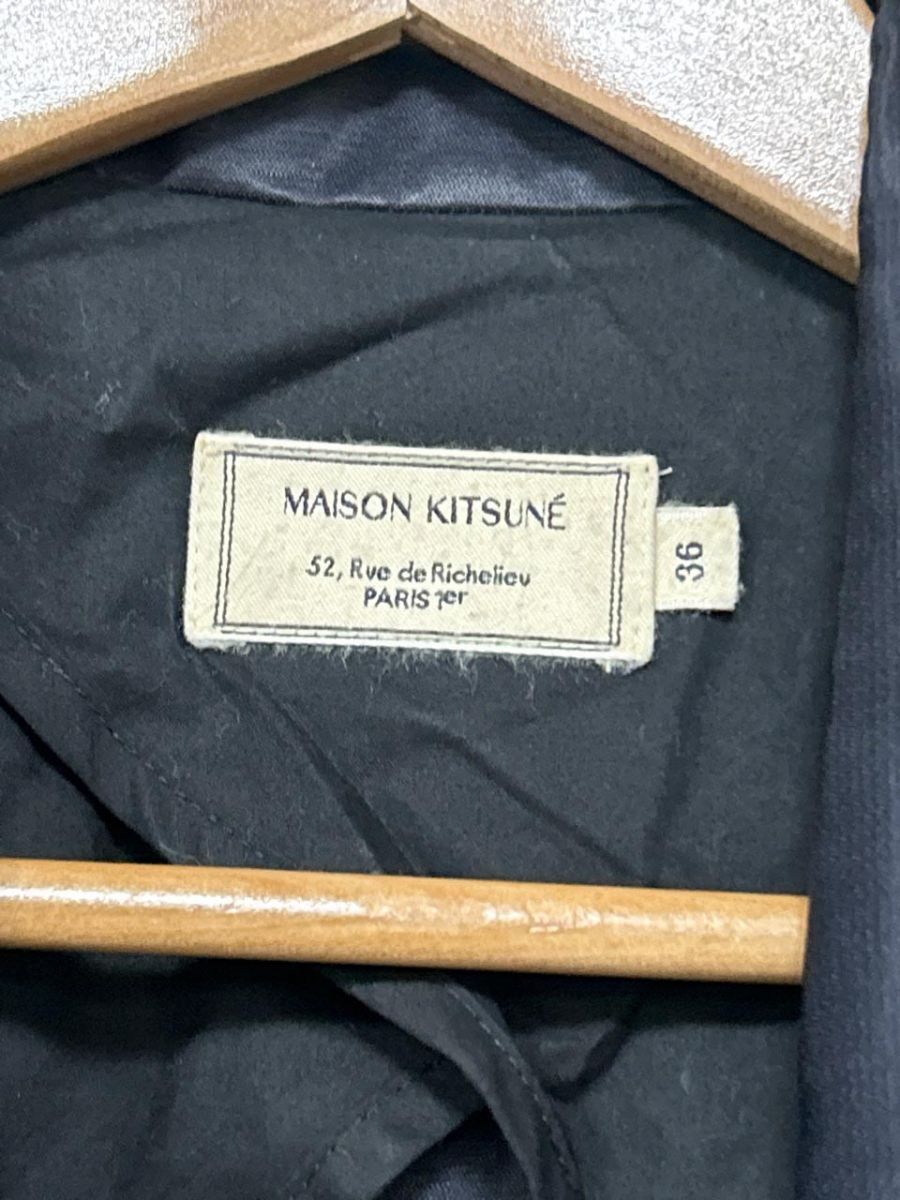 MAISON KITSUNÉ
52, Rue de Richelieu
PARIS 1er
36